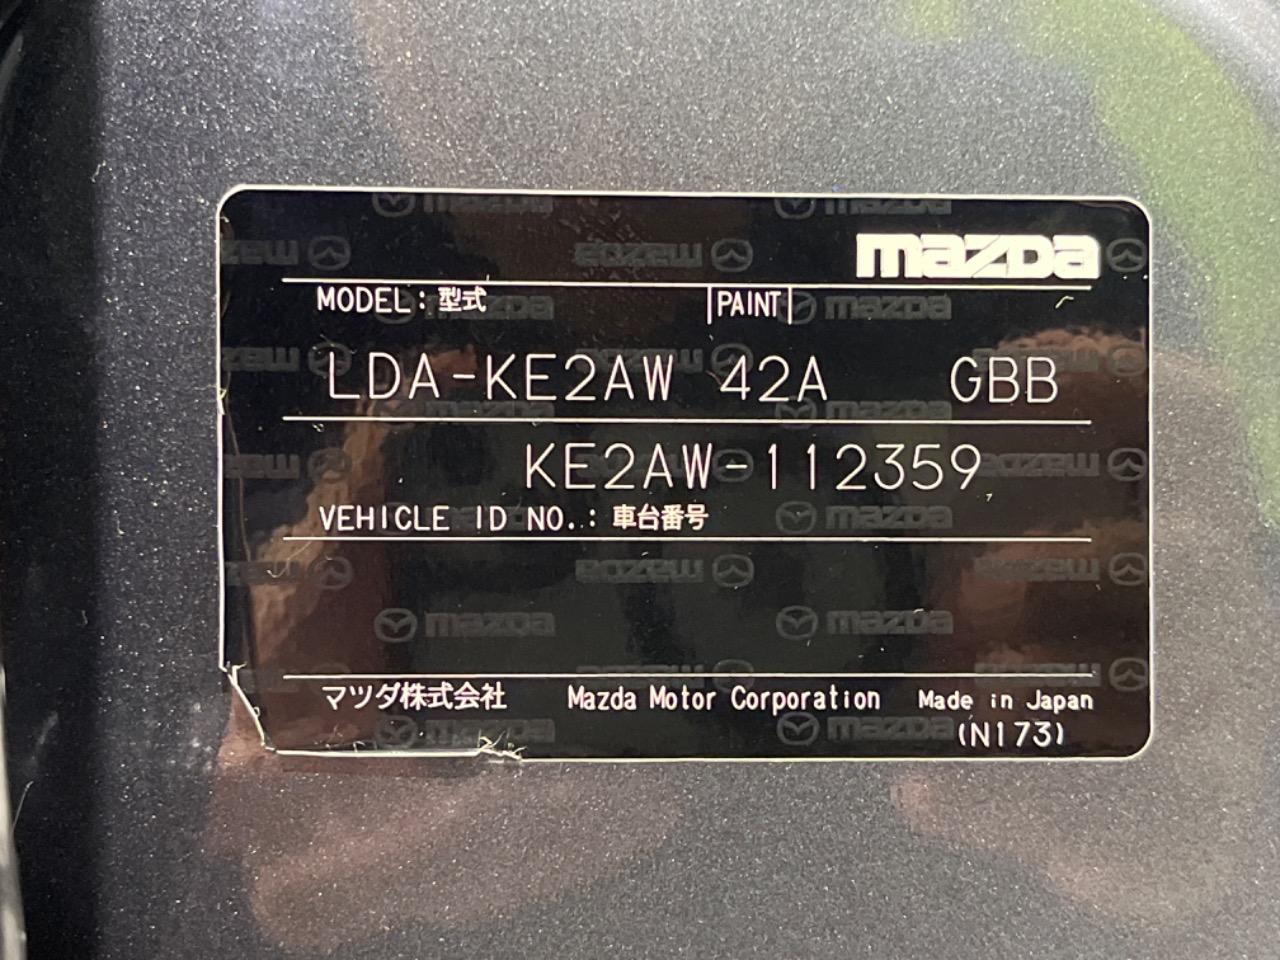 mazda
MODEL: 型式 PAINT
LDA-KE2AW 42A GBB
KE2AW-112359
VEHICLE ID NO.: 車台番号
マツダ株式会社 Mazda Motor Corporation Made in Japan
(N173)